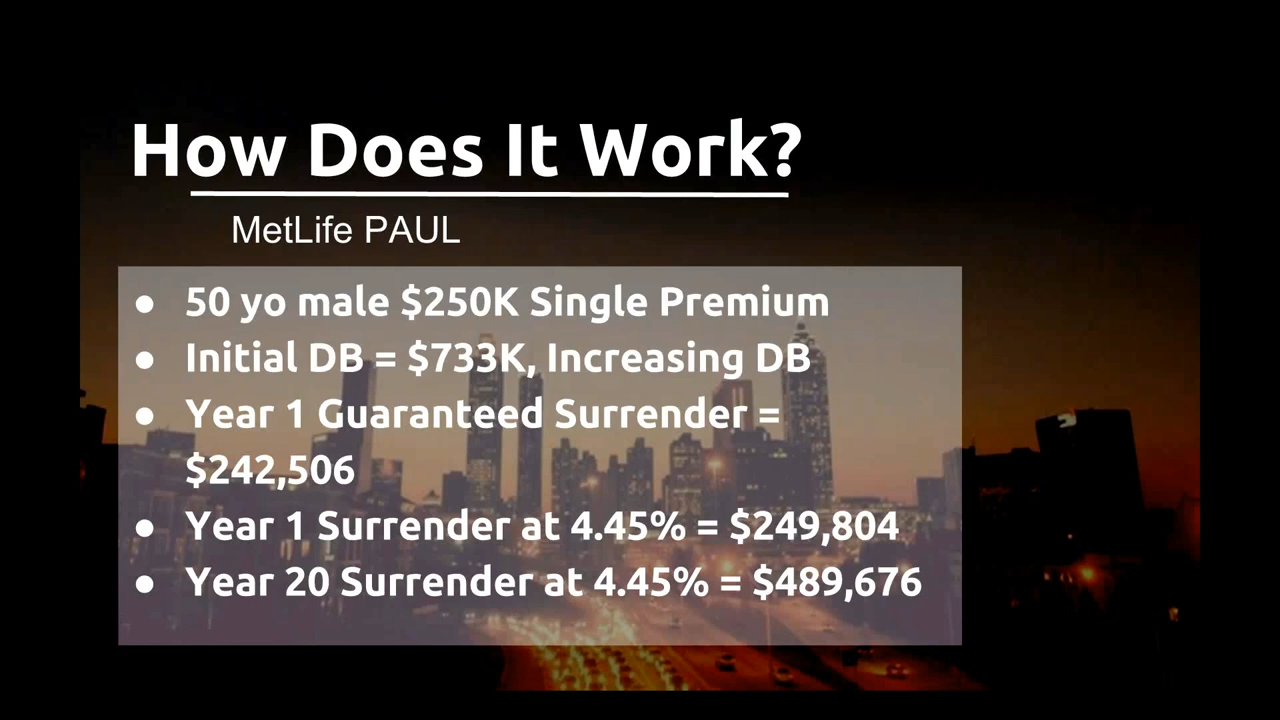 How Does It Work?
MetLife PAUL
● 50 yo male $250K Single Premium
● Initial DB = $733K, Increasing DB
● Year 1 Guaranteed Surrender =
$242,506
● Year 1 Surrender at 4.45% = $249,804
● Year 20 Surrender at 4.45% = $489,676